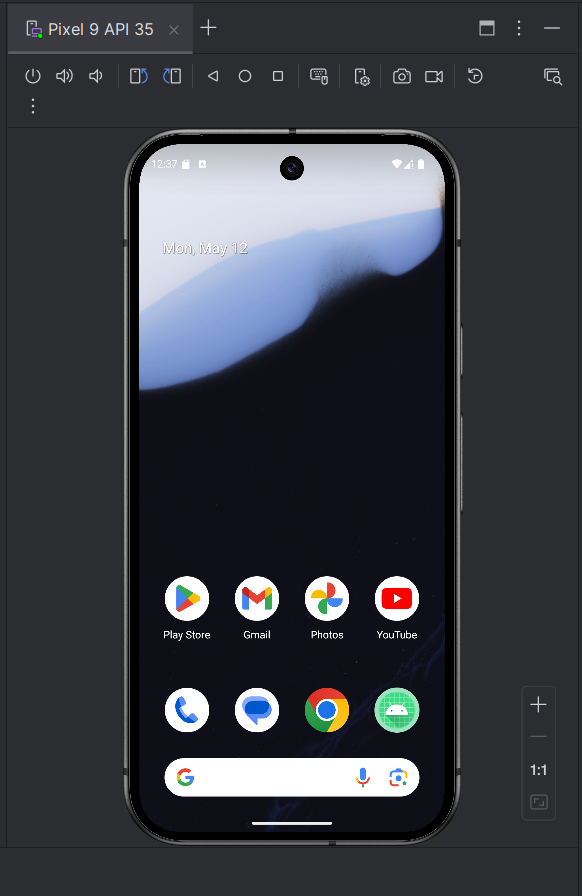 Pixel 9 API 35
12:37
Mon, May 12
Play Store
Gmail
Photos
YouTube
1:1